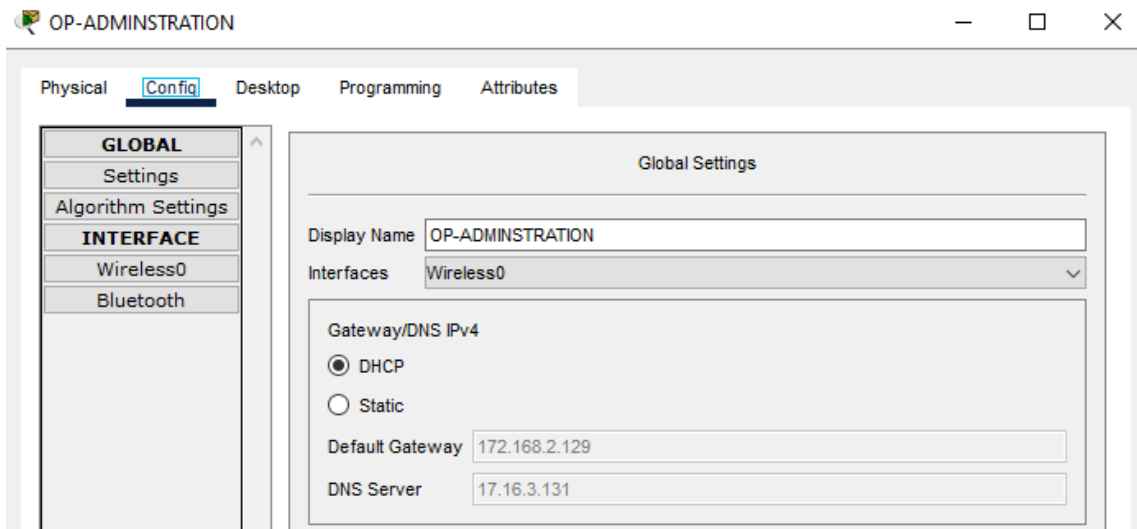 OP-ADMINSTRATION
Physical Config Desktop Programming Attributes
GLOBAL
Settings
Algorithm Settings
INTERFACE
Wireless0
Bluetooth
Global Settings
Display Name OP-ADMINSTRATION
Interfaces Wireless0
Gateway/DNS IPv4
DHCP
Static
Default Gateway 172.168.2.129
DNS Server 17.16.3.131